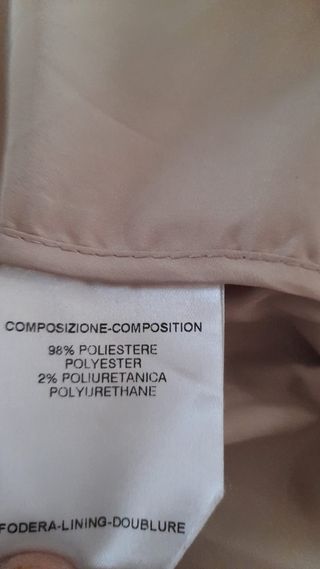 COMPOSIZIONE-COMPOSITION
98% POLIESTERE
POLYESTER
2% POLIURETANICA
POLYURETHANE
FODERA-LINING-DOUBLURE